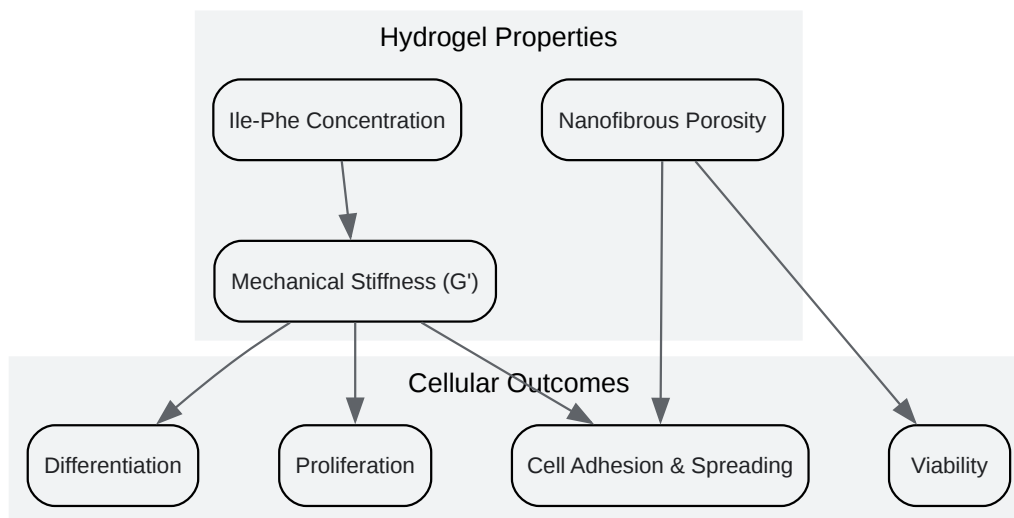 Hydrogel Properties
Ile-Phe Concentration
Nanofibrous Porosity
Mechanical Stiffness (G')
Cellular Outcomes
Differentiation
Proliferation
Cell Adhesion & Spreading
Viability